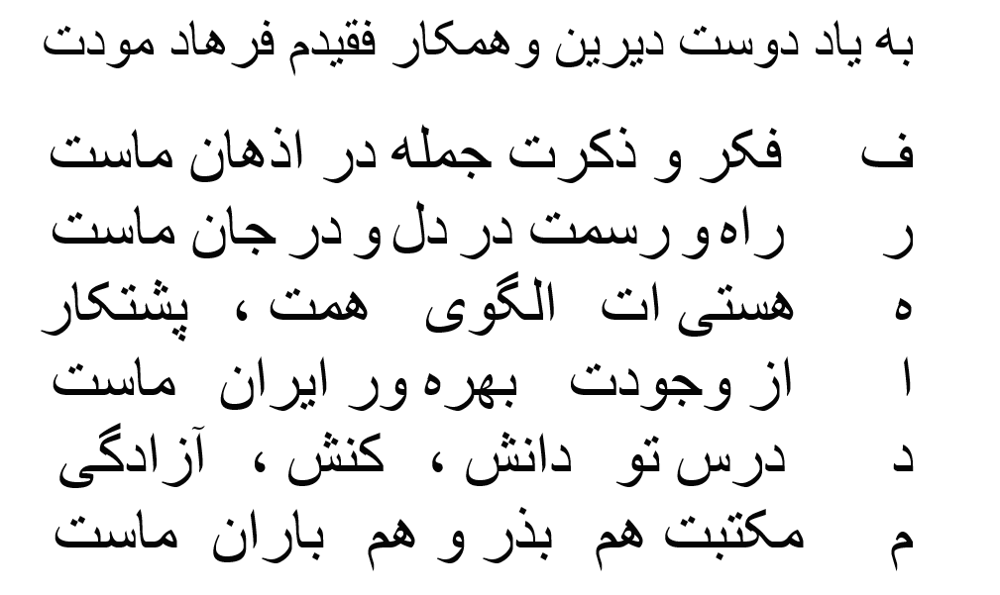 به یاد دوست دیرین و همکار فقیدم فرهاد مودت
ف فکر و ذکرت جمله در اذهان ماست
ر راه و رسمت در دل و در جان ماست
ه هستی ات الگوی همت ، پشتکار
ا از وجودت بهره ور ایران ماست
د درس تو دانش ، کنش ، آزادگی
م مکتبت هم بذر و هم باران ماست